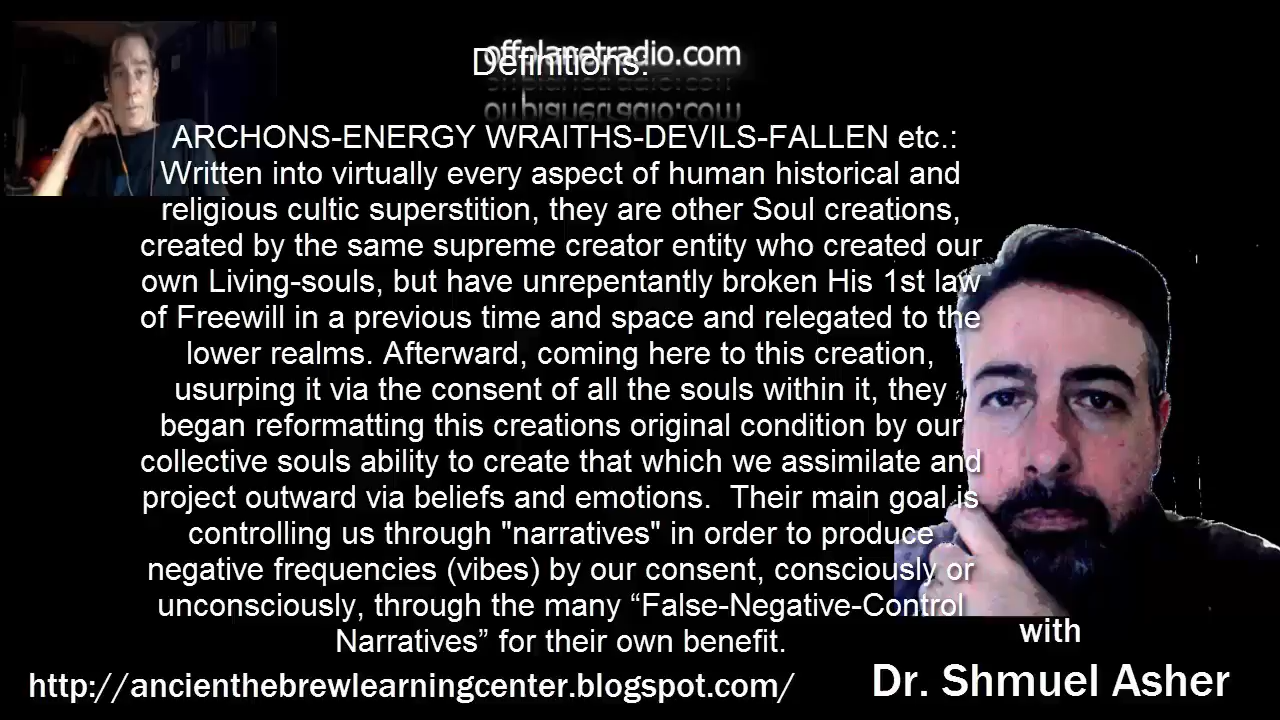 offplanetradio.com
Definitions:
ARCHONS-ENERGY WRAITHS-DEVILS-FALLEN etc.:
Written into virtually every aspect of human historical and
religious cultic superstition, they are other Soul creations,
created by the same supreme creator entity who created our
own Living-souls, but have unrepentantly broken His 1st law
of Freewill in a previous time and space and relegated to the
lower realms. Afterward, coming here to this creation,
usurping it via the consent of all the souls within it, they
began reformatting this creations original condition by our
collective souls ability to create that which we assimilate and
project outward via beliefs and emotions.  Their main goal is
controlling us through "narratives" in order to produce
negative frequencies (vibes) by our consent, consciously or
unconsciously, through the many “False-Negative-Control
Narratives” for their own benefit.
with
Dr. Shmuel Asher
http://ancienthebrewlearningcenter.blogspot.com/